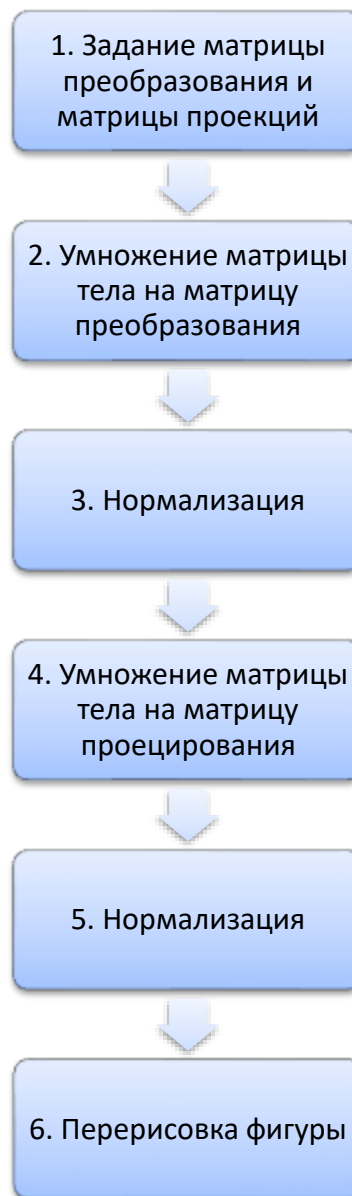 1. Задание матрицы
преобразования и
матрицы проекций
2. Умножение матрицы
тела на матрицу
преобразования
3. Нормализация
4. Умножение матрицы
тела на матрицу
проецирования
5. Нормализация
6. Перерисовка фигуры